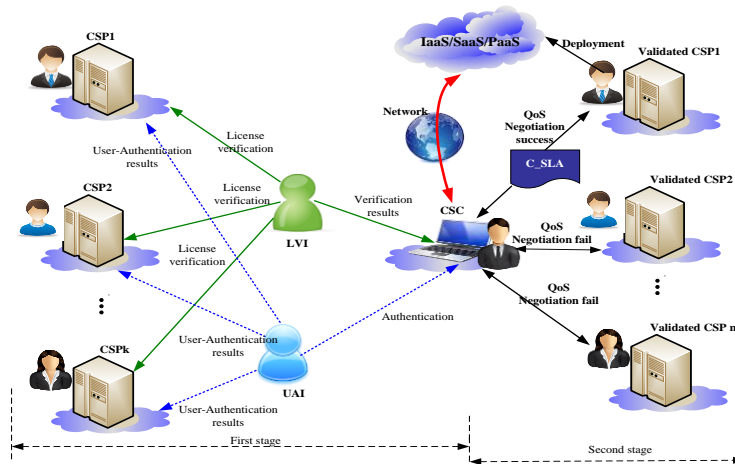 IaaS/SaaS/PaaS
CSP1
Deployment
Validated CSP1
Network
QoS
Negotiation
success
License
verification
User-Authentication
results
C_SLA
CSP2
License
verification
Verification
results
CSC
Validated CSP2
LVI
QoS
Negotiation fail
License
verification
QoS
Negotiation fail
Authentication
CSPk
User-Authentication
results
Validated CSP n
UAI
User-Authentication
results
First stage
Second stage